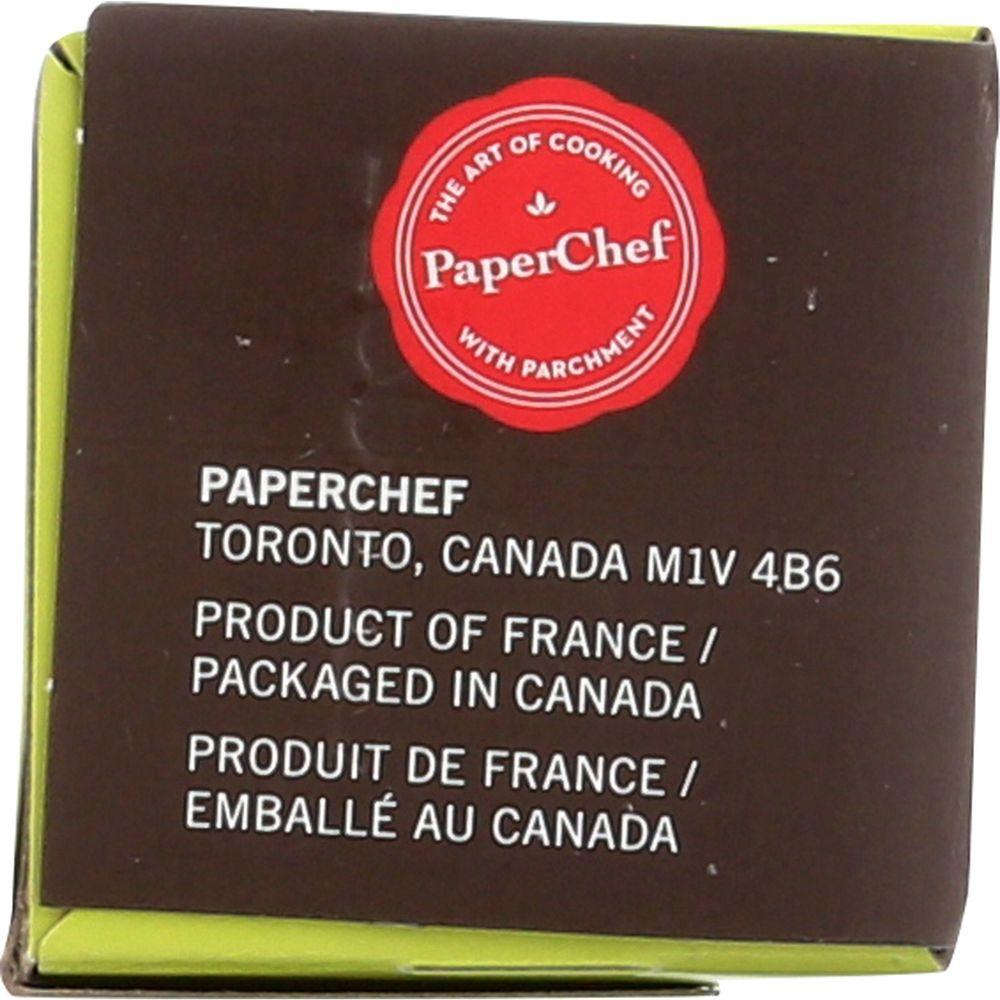 THE ART OF COOKING
PaperChef
WITH PARCHMENT
PAPERCHEF
TORONTO, CANADA M1V 4B6
PRODUCT OF FRANCE /
PACKAGED IN CANADA
PRODUIT DE FRANCE /
EMBALLÉ AU CANADA